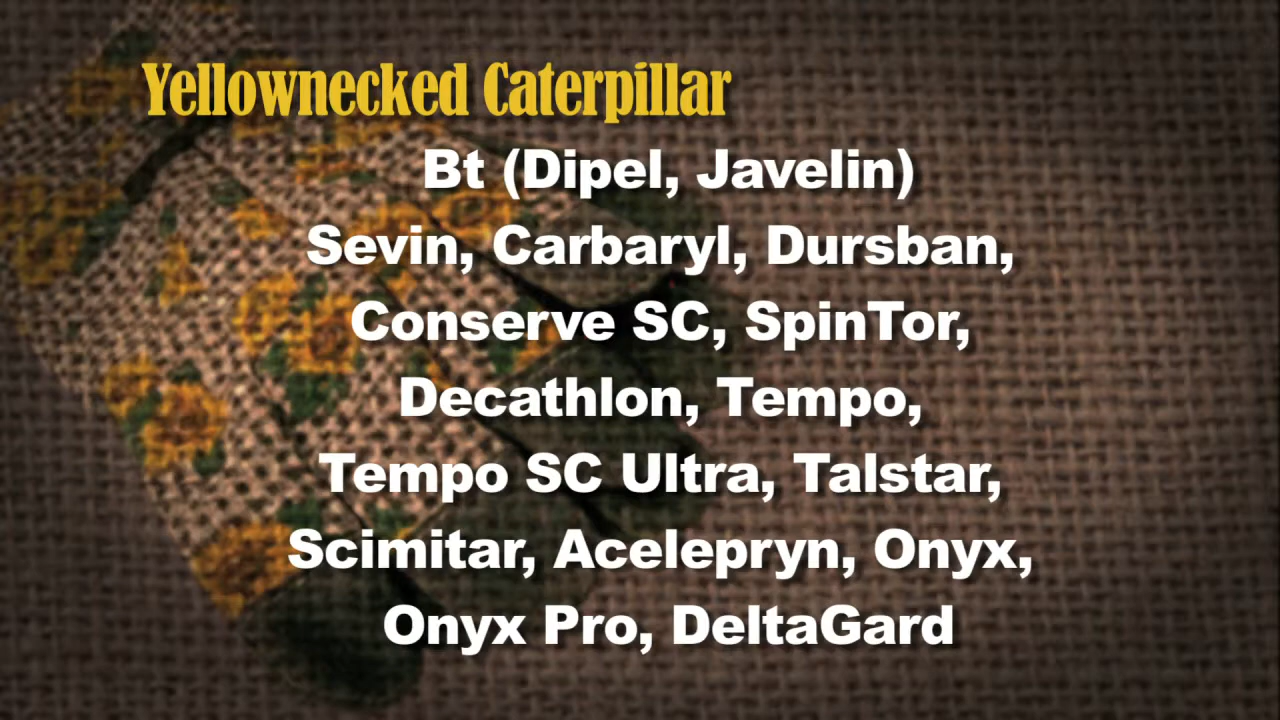 Yellownecked Caterpillar
Bt (Dipel, Javelin)
Sevin, Carbaryl, Dursban,
Conserve SC, SpinTor,
Decathlon, Tempo,
Tempo SC Ultra, Talstar,
Scimitar, Acelepryn, Onyx,
Onyx Pro, DeltaGard